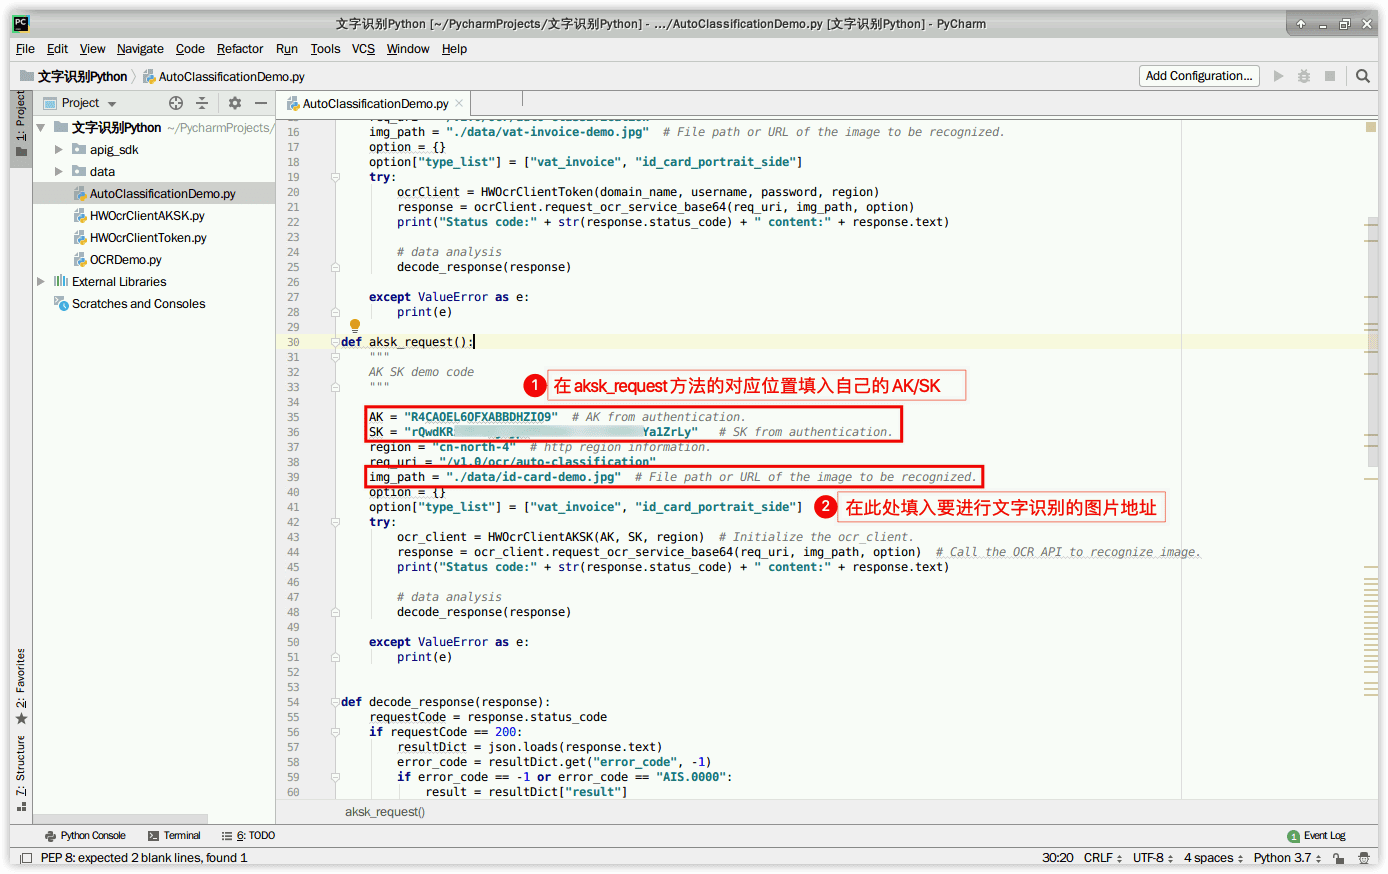 文字识别Python [~/PycharmProjects/文字识别Python] - .../AutoClassificationDemo.py [文字识别Python] - PyCharm
File Edit View Navigate Code Refactor Run Tools VCS Window Help
文字识别Python AutoClassificationDemo.py Add Configuration...
1: Project
Project
AutoClassificationDemo.py
文字识别Python ~/PycharmProjects/
apig_sdk
data
AutoClassificationDemo.py
HWOcrClientAKSK.py
HWOcrClientToken.py
OCRDemo.py
External Libraries
Scratches and Consoles
2: Favorites
7: Structure
16 img_path = "./data/vat-invoice-demo.jpg" # File path or URL of the image to be recognized.
17 option = {}
18 option["type_list"] = ["vat_invoice", "id_card_portrait_side"]
19 try:
20 ocrClient = HWOcrClientToken(domain_name, username, password, region)
21 response = ocrClient.request_ocr_service_base64(req_uri, img_path, option)
22 print("Status code:" + str(response.status_code) + " content:" + response.text)
23
24 # data analysis
25 decode_response(response)
26
27 except ValueError as e:
28 print(e)
29
30 def aksk_request():
31 """
32 AK SK demo code
33 """
1 在 aksk_request 方法的对应位置填入自己的 AK/SK
34
35 AK = "R4CAOEL6OFXABBDHZIO9" # AK from authentication.
36 SK = "rQwdKR Ya1ZrLy" # SK from authentication.
37 region = "cn-north-4" # http region information.
38 req_uri = "/v1.0/ocr/auto-classification"
39 img_path = "./data/id-card-demo.jpg" # File path or URL of the image to be recognized.
40 option = {}
41 option["type_list"] = ["vat_invoice", "id_card_portrait_side"]
2 在此处填入要进行文字识别的图片地址
42 try:
43 ocr_client = HWOcrClientAKSK(AK, SK, region) # Initialize the ocr_client.
44 response = ocr_client.request_ocr_service_base64(req_uri, img_path, option) # Call the OCR API to recognize image.
45 print("Status code:" + str(response.status_code) + " content:" + response.text)
46
47 # data analysis
48 decode_response(response)
49
50 except ValueError as e:
51 print(e)
52
53
54 def decode_response(response):
55 requestCode = response.status_code
56 if requestCode == 200:
57 resultDict = json.loads(response.text)
58 error_code = resultDict.get("error_code", -1)
59 if error_code == -1 or error_code == "AIS.0000":
60 result = resultDict["result"]
aksk_request()
Python Console Terminal 6: TODO 1 Event Log
PEP 8: expected 2 blank lines, found 1 30:20 CRLF UTF-8 4 spaces Python 3.7